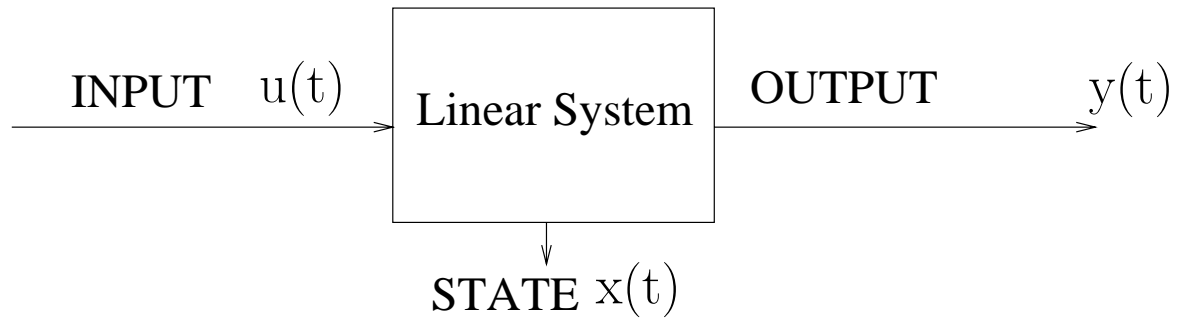 INPUT u(t)
Linear System
OUTPUT y(t)
STATE x(t)